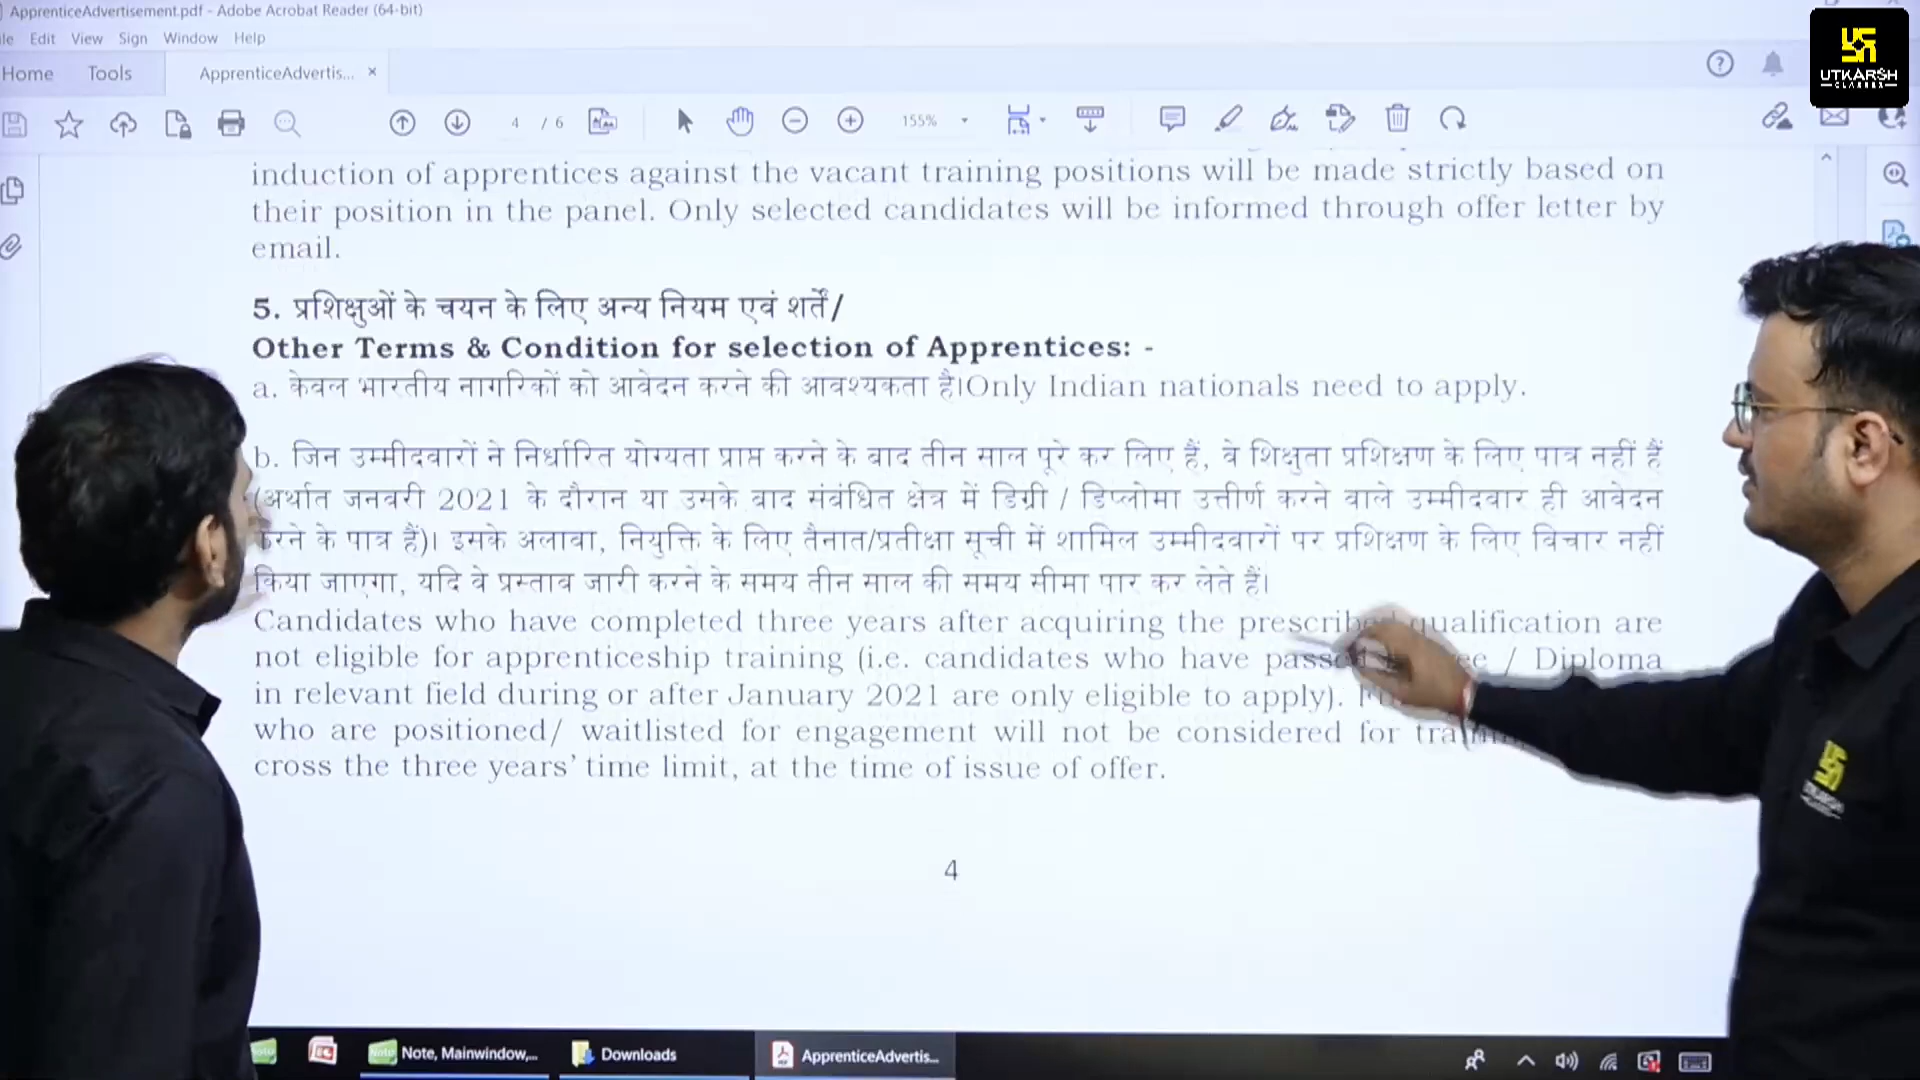 ApprenticeAdvertisement.pdf - Adobe Acrobat Reader (64-bit)
Edit View Sign Window Help
Home Tools ApprenticeAdvertis... ×
4 / 6 155%
UTKARSH
CLASSES
induction of apprentices against the vacant training positions will be made strictly based on
their position in the panel. Only selected candidates will be informed through offer letter by
email.
5. प्रशिक्षुओं के चयन के लिए अन्य नियम एवं शर्तें/
Other Terms & Condition for selection of Apprentices: -
a. केवल भारतीय नागरिकों को आवेदन करने की आवश्यकता है।Only Indian nationals need to apply.
b. जिन उम्मीदवारों ने निर्धारित योग्यता प्राप्त करने के बाद तीन साल पूरे कर लिए हैं, वे शिक्षुता प्रशिक्षण के लिए पात्र नहीं हैं
(अर्थात जनवरी 2021 के दौरान या उसके बाद संबंधित क्षेत्र में डिग्री / डिप्लोमा उत्तीर्ण करने वाले उम्मीदवार ही आवेदन
करने के पात्र हैं)। इसके अलावा, नियुक्ति के लिए तैनात/प्रतीक्षा सूची में शामिल उम्मीदवारों पर प्रशिक्षण के लिए विचार नहीं
किया जाएगा, यदि वे प्रस्ताव जारी करने के समय तीन साल की समय सीमा पार कर लेते हैं।
Candidates who have completed three years after acquiring the prescribed qualification are
not eligible for apprenticeship training (i.e. candidates who have passed / Diploma
in relevant field during or after January 2021 are only eligible to apply).
who are positioned/ waitlisted for engagement will not be considered for
cross the three years' time limit, at the time of issue of offer.
4
Note, Mainwindow,... Downloads ApprenticeAdvertis...